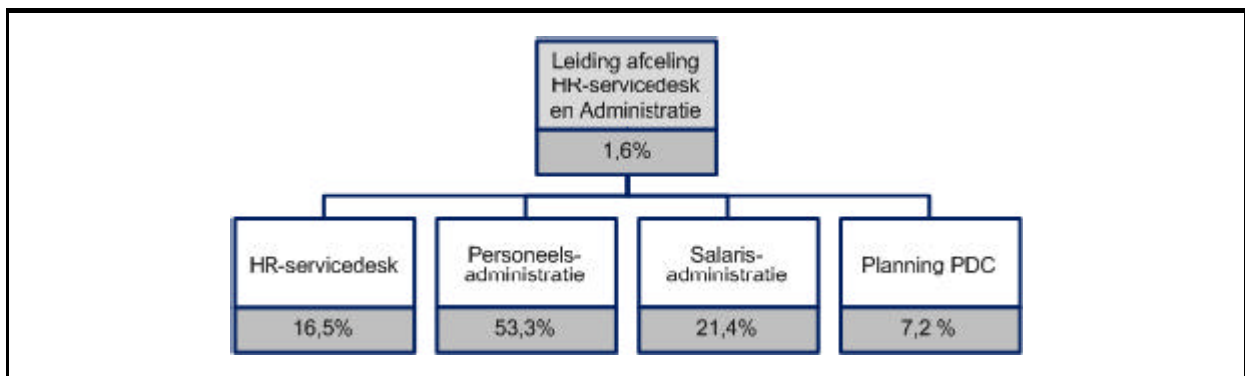 Leiding afceling
HR-servicedesk
en Administratie
1,6%
HR-servicedesk
16,5%
Personeels-
administratie
53,3%
Salaris-
administratie
21,4%
Planning PDC
7,2 %